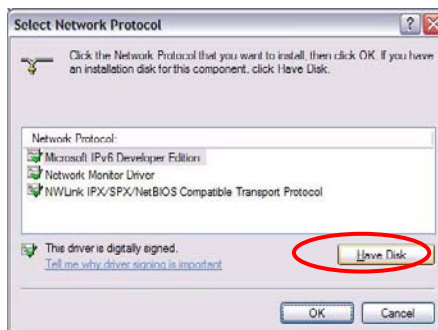 Select Network Protocol
Click the Network Protocol that you want to install, then click OK. If you have
an installation disk for this component, click Have Disk.
Network Protocol:
Microsoft IPv6 Developer Edition
Network Monitor Driver
NWLink IPX/SPX/NetBIOS Compatible Transport Protocol
This driver is digitally signed.
Tell me why driver signing is important
Have Disk
OK
Cancel